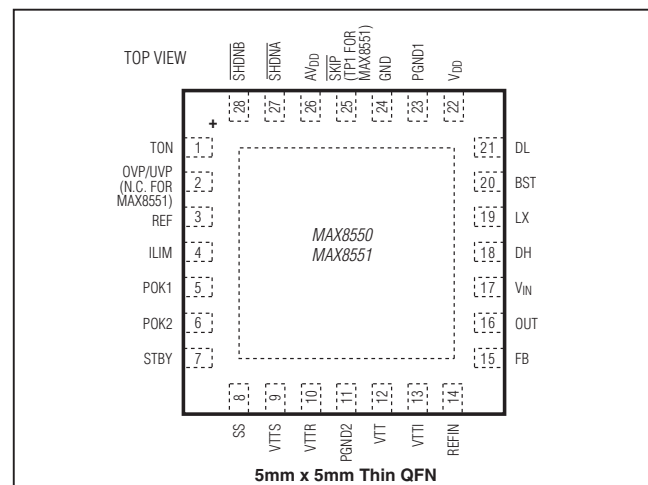 TOP VIEW
SHDNB
SHDNA
AVDD
SKIP
(TP1 FOR
MAX8551)
GND
PGND1
VDD
28
27
26
25
24
23
22
+
TON
1
OVP/UVP
(N.C. FOR
MAX8551)
2
REF
3
ILIM
4
POK1
5
POK2
6
STBY
7
MAX8550
MAX8551
21
DL
20
BST
19
LX
18
DH
17
VIN
16
OUT
15
FB
8
9
10
11
12
13
14
SS
VTTS
VTTR
PGND2
VTT
VTTI
REFIN
5mm x 5mm Thin QFN